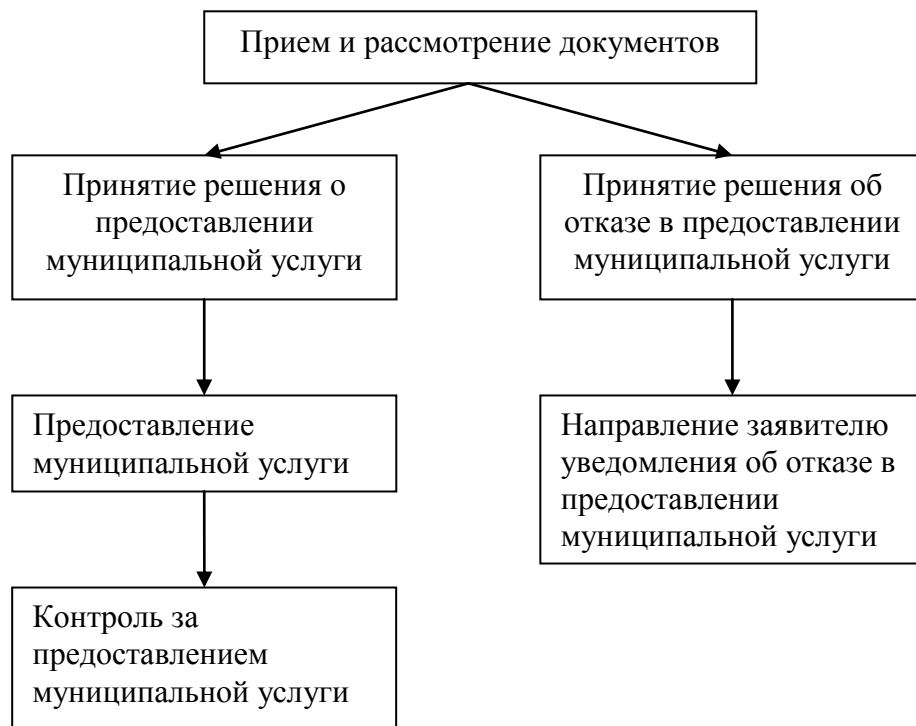 Прием и рассмотрение документов
Принятие решения о
предоставлении
муниципальной услуги
Принятие решения об
отказе в предоставлении
муниципальной услуги
Предоставление
муниципальной услуги
Направление заявителю
уведомления об отказе в
предоставлении
муниципальной услуги
Контроль за
предоставлением
муниципальной услуги